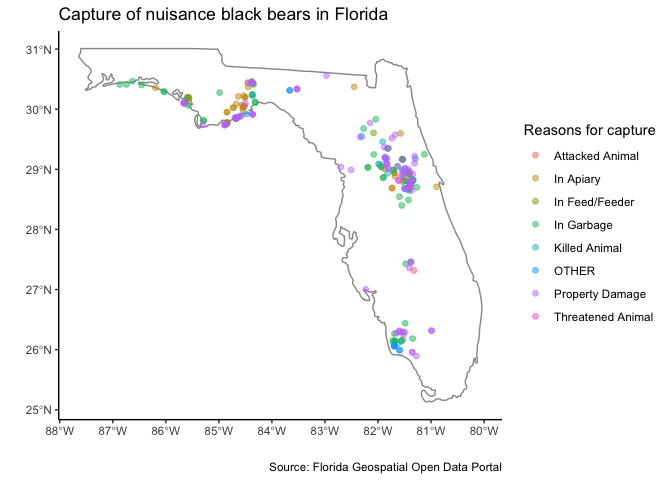 Capture of nuisance black bears in Florida
31°N
30°N
29°N
28°N
27°N
26°N
25°N
88°W 87°W 86°W 85°W 84°W 83°W 82°W 81°W 80°W
Reasons for capture
Attacked Animal
In Apiary
In Feed/Feeder
In Garbage
Killed Animal
OTHER
Property Damage
Threatened Animal
Source: Florida Geospatial Open Data Portal